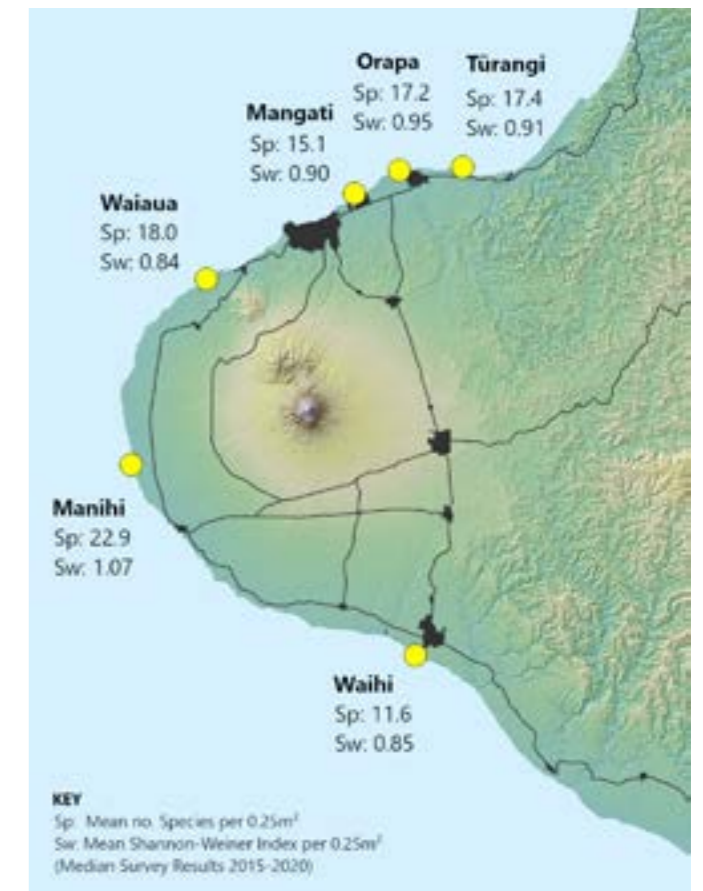 Orapa
Sp: 17.2
Sw: 0.95
Tūrangi
Sp: 17.4
Sw: 0.91
Mangati
Sp: 15.1
Sw: 0.90
Waiaua
Sp: 18.0
Sw: 0.84
Manihi
Sp: 22.9
Sw: 1.07
Waihi
Sp: 11.6
Sw: 0.85
KEY
Sp: Mean no. Species per 0.25m²
Sw: Mean Shannon-Weiner Index per 0.25m²
(Median Survey Results 2015-2020)